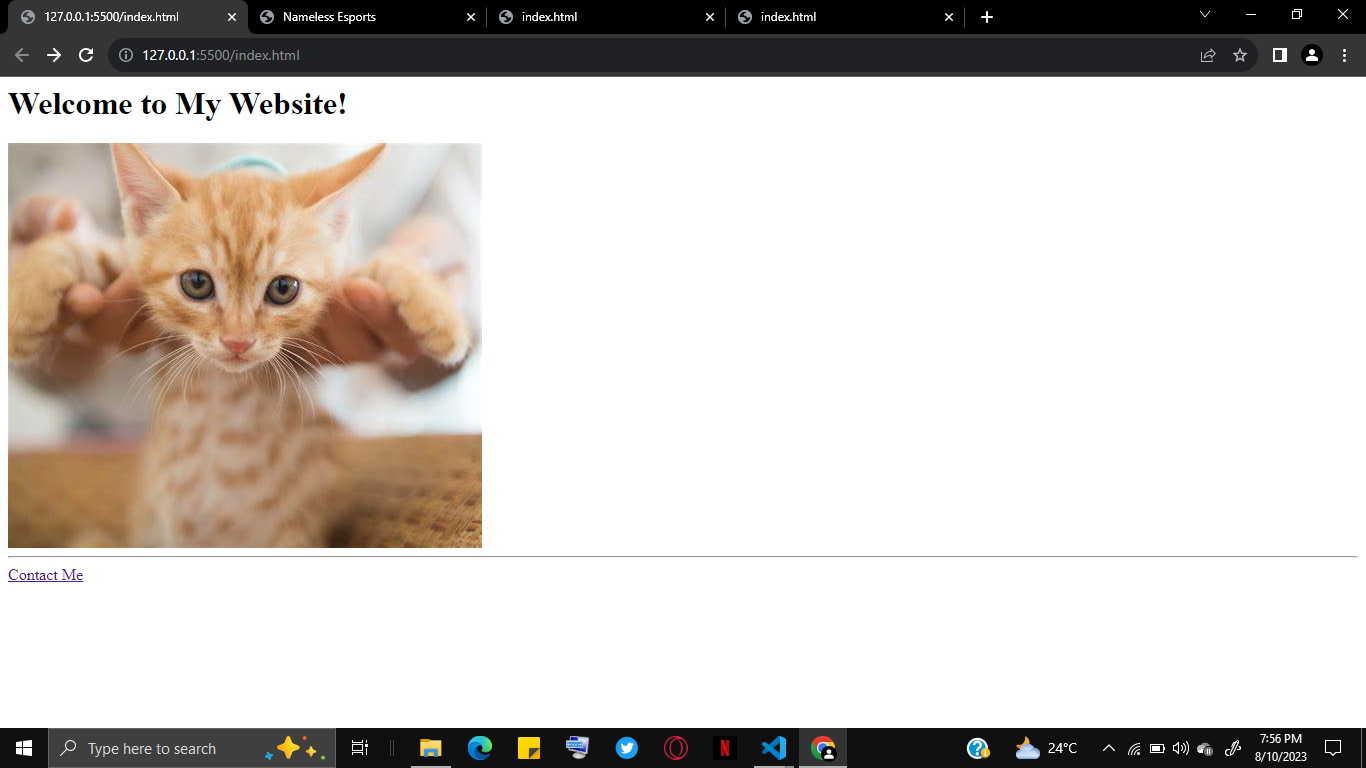 127.0.0.1:5500/index.html
Nameless Esports
index.html
index.html
127.0.0.1:5500/index.html
Welcome to My Website!
Contact Me
Type here to search
24°C
7:56 PM
8/10/2023